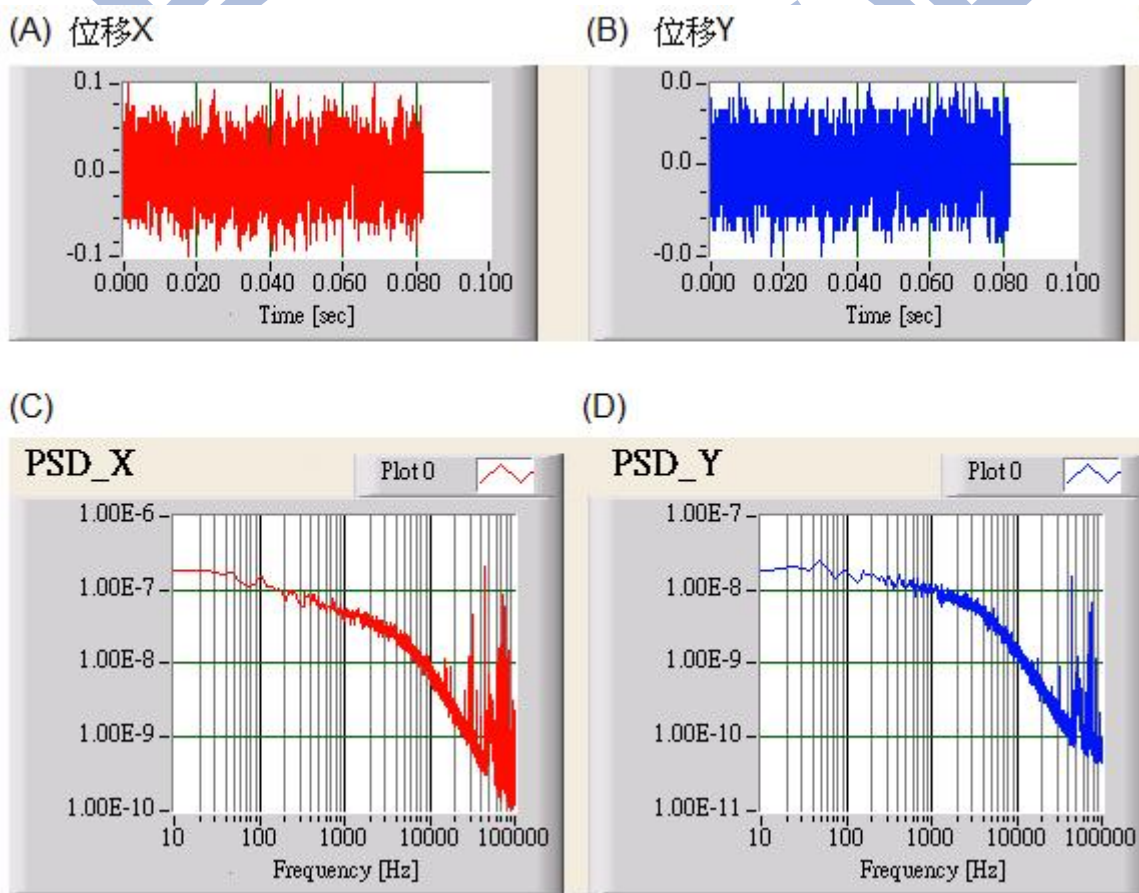 (A) 位移X
(B) 位移Y
0.1
0.0
-0.1
0.000 0.020 0.040 0.060 0.080 0.100
Time [sec]
0.0
0.0
-0.0
0.000 0.020 0.040 0.060 0.080 0.100
Time [sec]
(C)
(D)
PSD_X
Plot 0
1.00E-6
1.00E-7
1.00E-8
1.00E-9
1.00E-10
10 100 1000 10000 100000
Frequency [Hz]
PSD_Y
Plot 0
1.00E-7
1.00E-8
1.00E-9
1.00E-10
1.00E-11
10 100 1000 10000 100000
Frequency [Hz]